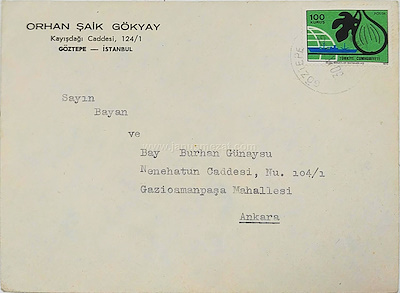 ORHAN ŞAİK GÖKYAY
Kayışdağı Caddesi, 124/1
GÖZTEPE — İSTANBUL
100
KURUŞ
TÜRKİYE CUMHURİYETİ
GÖZTEPE
Sayın
Bayan
ve
Bay Burhan Günaysu
Nenehatun Caddesi, Nu. 104/1
Gaziosmanpaşa Mahallesi
Ankara